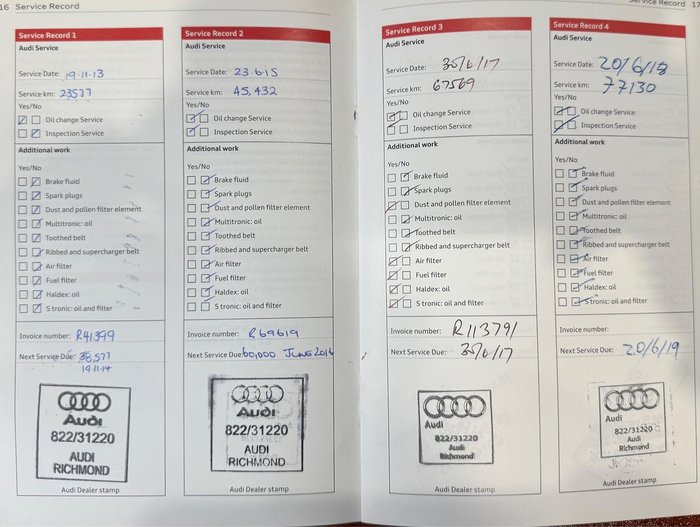 16 Service Record
Service Record 1
Audi Service
Service Date: 19.11.13
Service km: 23577
Yes/No
Oil change Service
Inspection Service
Additional work
Yes/No
Brake fluid
Spark plugs
Dust and pollen filter element
Multitronic: oil
Toothed belt
Ribbed and supercharger belt
Air filter
Fuel filter
Haldex: oil
S tronic: oil and filter
Invoice number: R41399
Next Service Due: 38,577
19.11.14
Audi
822/31220
AUDI
RICHMOND
Audi Dealer stamp
Service Record 2
Audi Service
Service Date: 23.6.15
Service km: 45,432
Yes/No
Oil change Service
Inspection Service
Additional work
Yes/No
Brake fluid
Spark plugs
Dust and pollen filter element
Multitronic: oil
Toothed belt
Ribbed and supercharger belt
Air filter
Fuel filter
Haldex: oil
S tronic: oil and filter
Invoice number: R69619
Next Service Due: 60,000 JUNE 2016
Audi
822/31220
AUDI
RICHMOND
Audi Dealer stamp
Service Record 17
Service Record 3
Audi Service
Service Date: 30/6/17
Service km: 67569
Yes/No
Oil change Service
Inspection Service
Additional work
Yes/No
Brake fluid
Spark plugs
Dust and pollen filter element
Multitronic: oil
Toothed belt
Ribbed and supercharger belt
Air filter
Fuel filter
Haldex: oil
S tronic: oil and filter
Invoice number: R113791
Next Service Due: 30/6/17
Audi
822/31220
Audi
Richmond
Audi Dealer stamp
Service Record 4
Audi Service
Service Date: 20/6/18
Service km: 77130
Yes/No
Oil change Service
Inspection Service
Additional work
Yes/No
Brake fluid
Spark plugs
Dust and pollen filter element
Multitronic: oil
Toothed belt
Ribbed and supercharger belt
Air filter
Fuel filter
Haldex: oil
S tronic: oil and filter
Invoice number:
Next Service Due: 20/6/19
Audi
822/31220
Audi
Richmond
Audi Dealer stamp